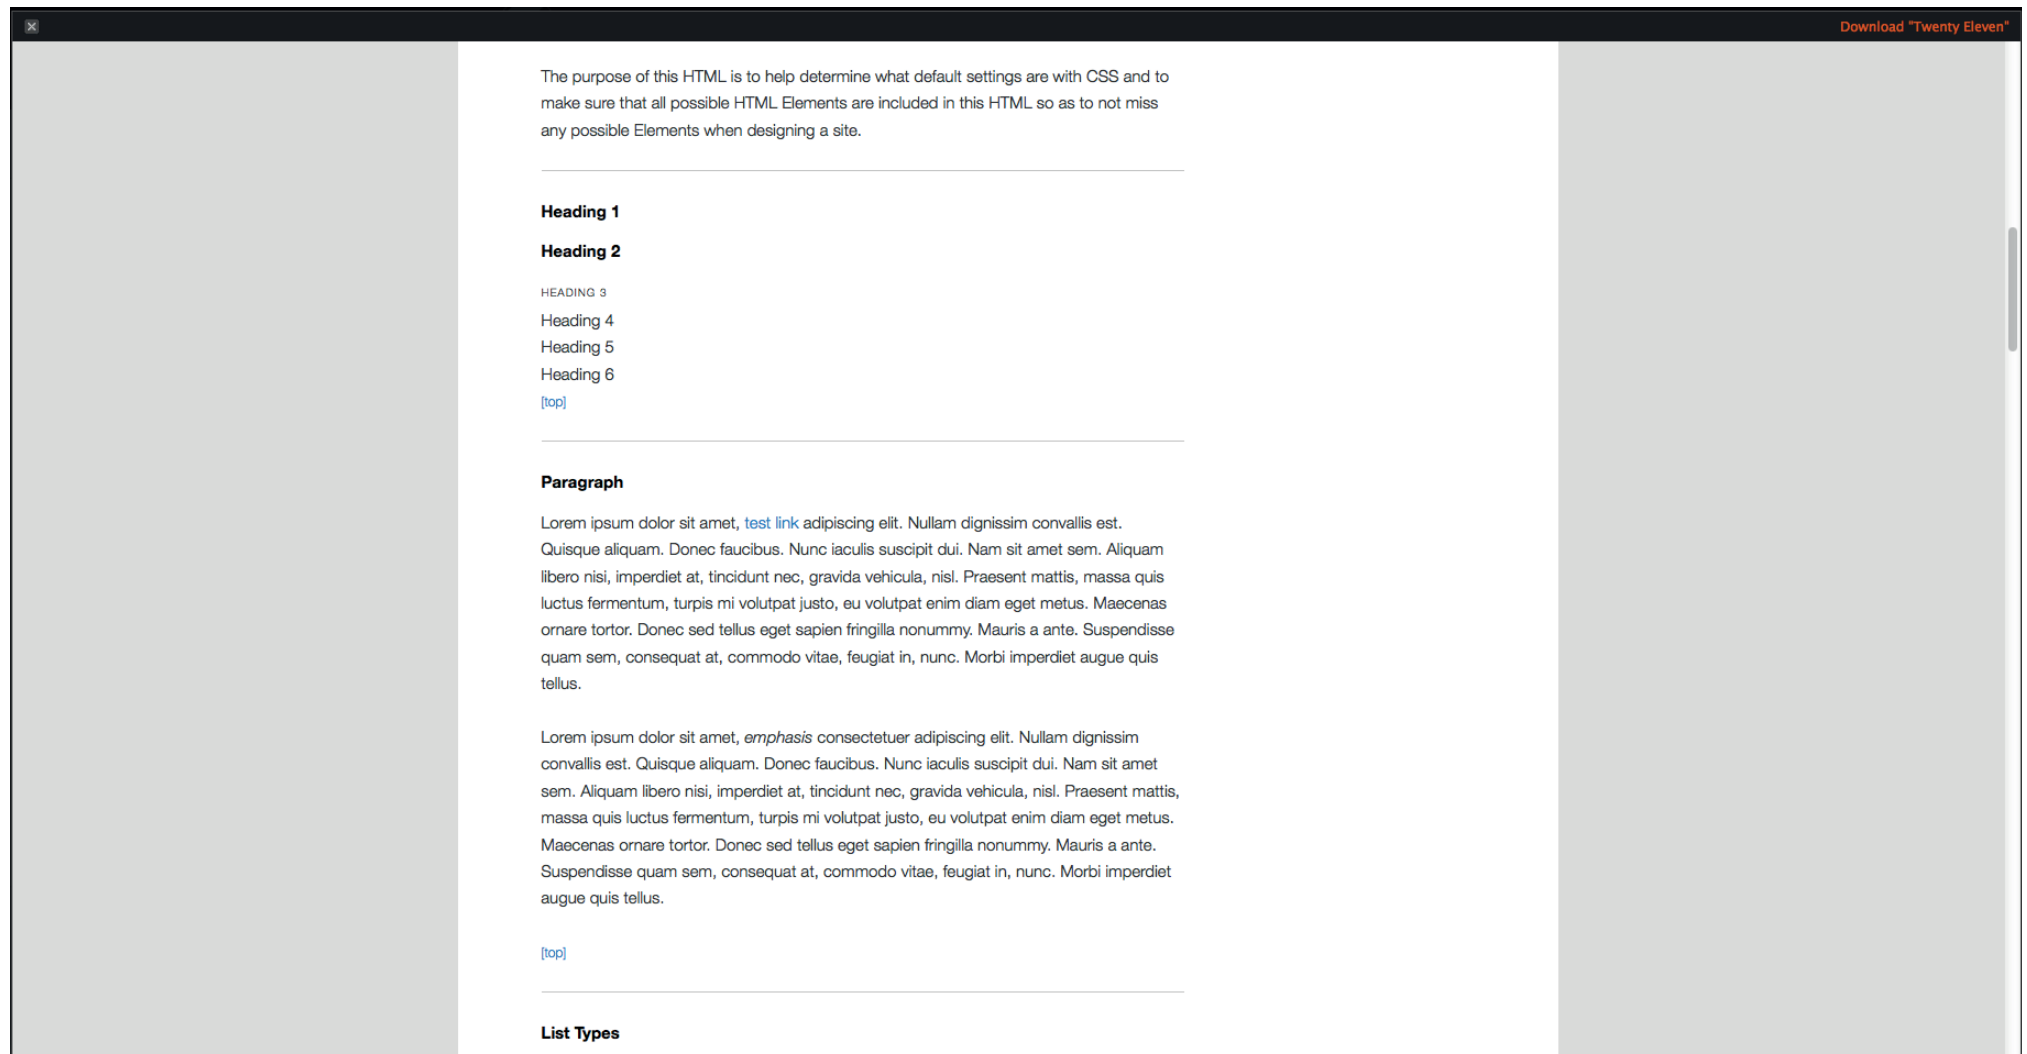 Download "Twenty Eleven"
The purpose of this HTML is to help determine what default settings are with CSS and to
make sure that all possible HTML Elements are included in this HTML so as to not miss
any possible Elements when designing a site.
Heading 1
Heading 2
HEADING 3
Heading 4
Heading 5
Heading 6
[top]
Paragraph
Lorem ipsum dolor sit amet, test link adipiscing elit. Nullam dignissim convallis est.
Quisque aliquam. Donec faucibus. Nunc iaculis suscipit dui. Nam sit amet sem. Aliquam
libero nisi, imperdiet at, tincidunt nec, gravida vehicula, nisl. Praesent mattis, massa quis
luctus fermentum, turpis mi volutpat justo, eu volutpat enim diam eget metus. Maecenas
ornare tortor. Donec sed tellus eget sapien fringilla nonummy. Mauris a ante. Suspendisse
quam sem, consequat at, commodo vitae, feugiat in, nunc. Morbi imperdiet augue quis
tellus.
Lorem ipsum dolor sit amet, emphasis consectetuer adipiscing elit. Nullam dignissim
convallis est. Quisque aliquam. Donec faucibus. Nunc iaculis suscipit dui. Nam sit amet
sem. Aliquam libero nisi, imperdiet at, tincidunt nec, gravida vehicula, nisl. Praesent mattis,
massa quis luctus fermentum, turpis mi volutpat justo, eu volutpat enim diam eget metus.
Maecenas ornare tortor. Donec sed tellus eget sapien fringilla nonummy. Mauris a ante.
Suspendisse quam sem, consequat at, commodo vitae, feugiat in, nunc. Morbi imperdiet
augue quis tellus.
[top]
List Types